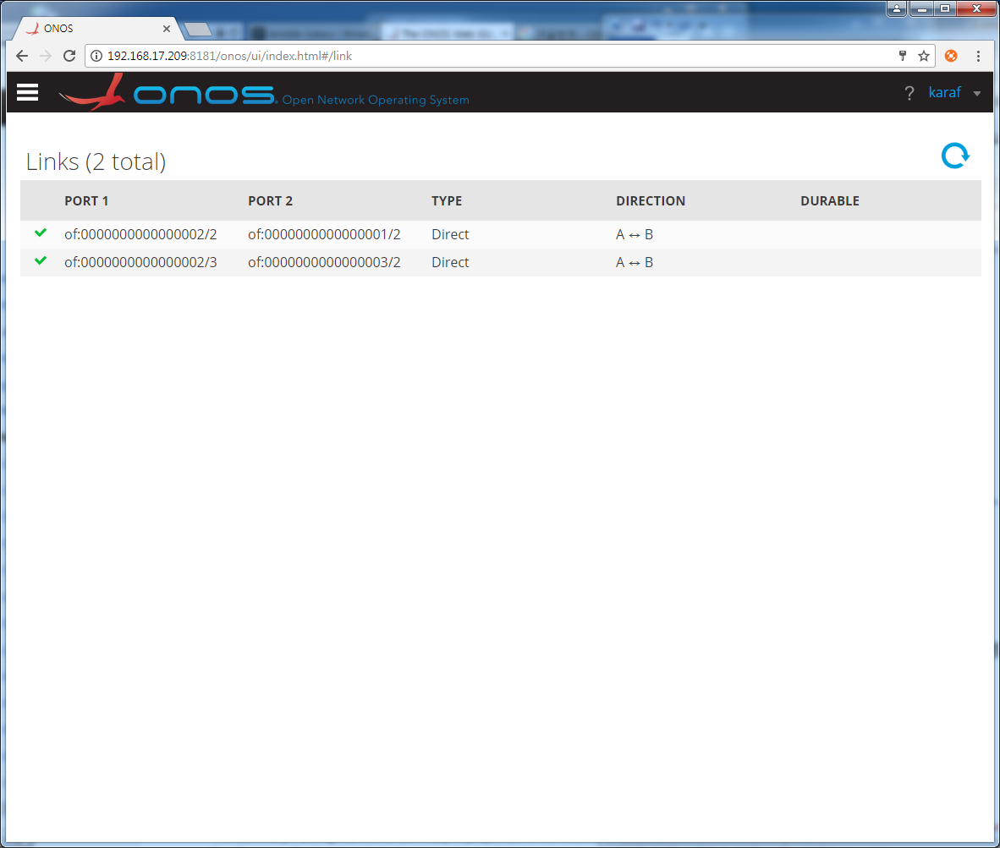 ONOS
192.168.17.209:8181/onos/ui/index.html#/link
onos Open Network Operating System ? karaf
Links (2 total)
PORT 1 PORT 2 TYPE DIRECTION DURABLE
of:0000000000000002/2 of:0000000000000001/2 Direct A ↔ B
of:0000000000000002/3 of:0000000000000003/2 Direct A ↔ B